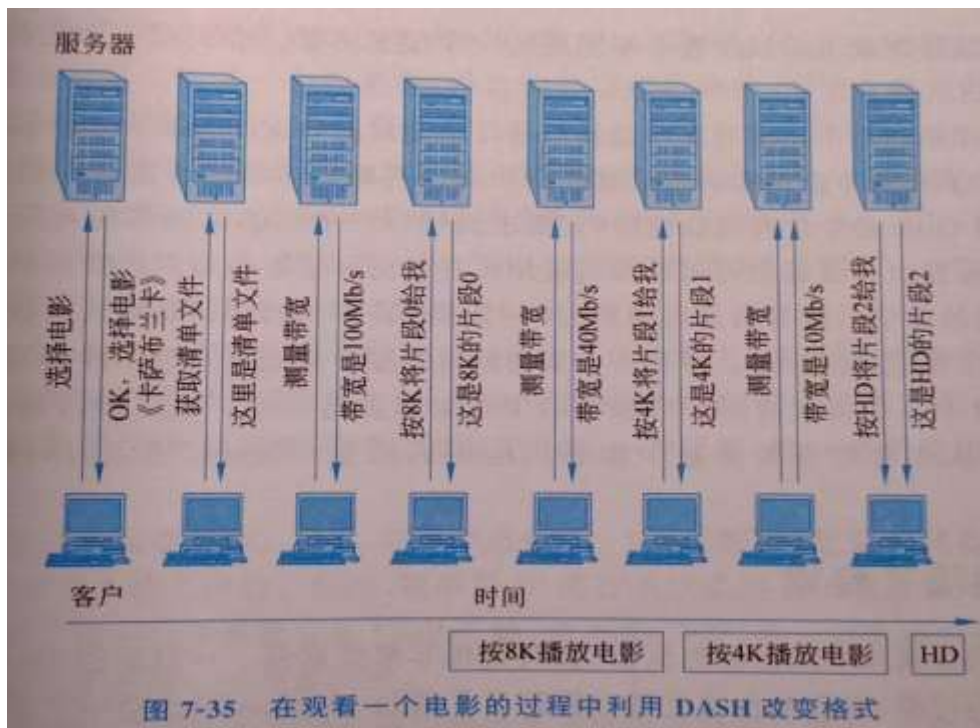 服务器
选择电影
OK，选择电影
《卡萨布兰卡》
获取清单文件
这里是清单文件
测量带宽
带宽是100Mb/s
按8K将片段0给我
这是8K的片段0
测量带宽
带宽是40Mb/s
按4K将片段1给我
这是4K的片段1
测量带宽
带宽是10Mb/s
按HD将片段2给我
这是HD的片段2
客户
时间
按8K播放电影
按4K播放电影
HD
图 7-35 在观看一个电影的过程中利用 DASH 改变格式